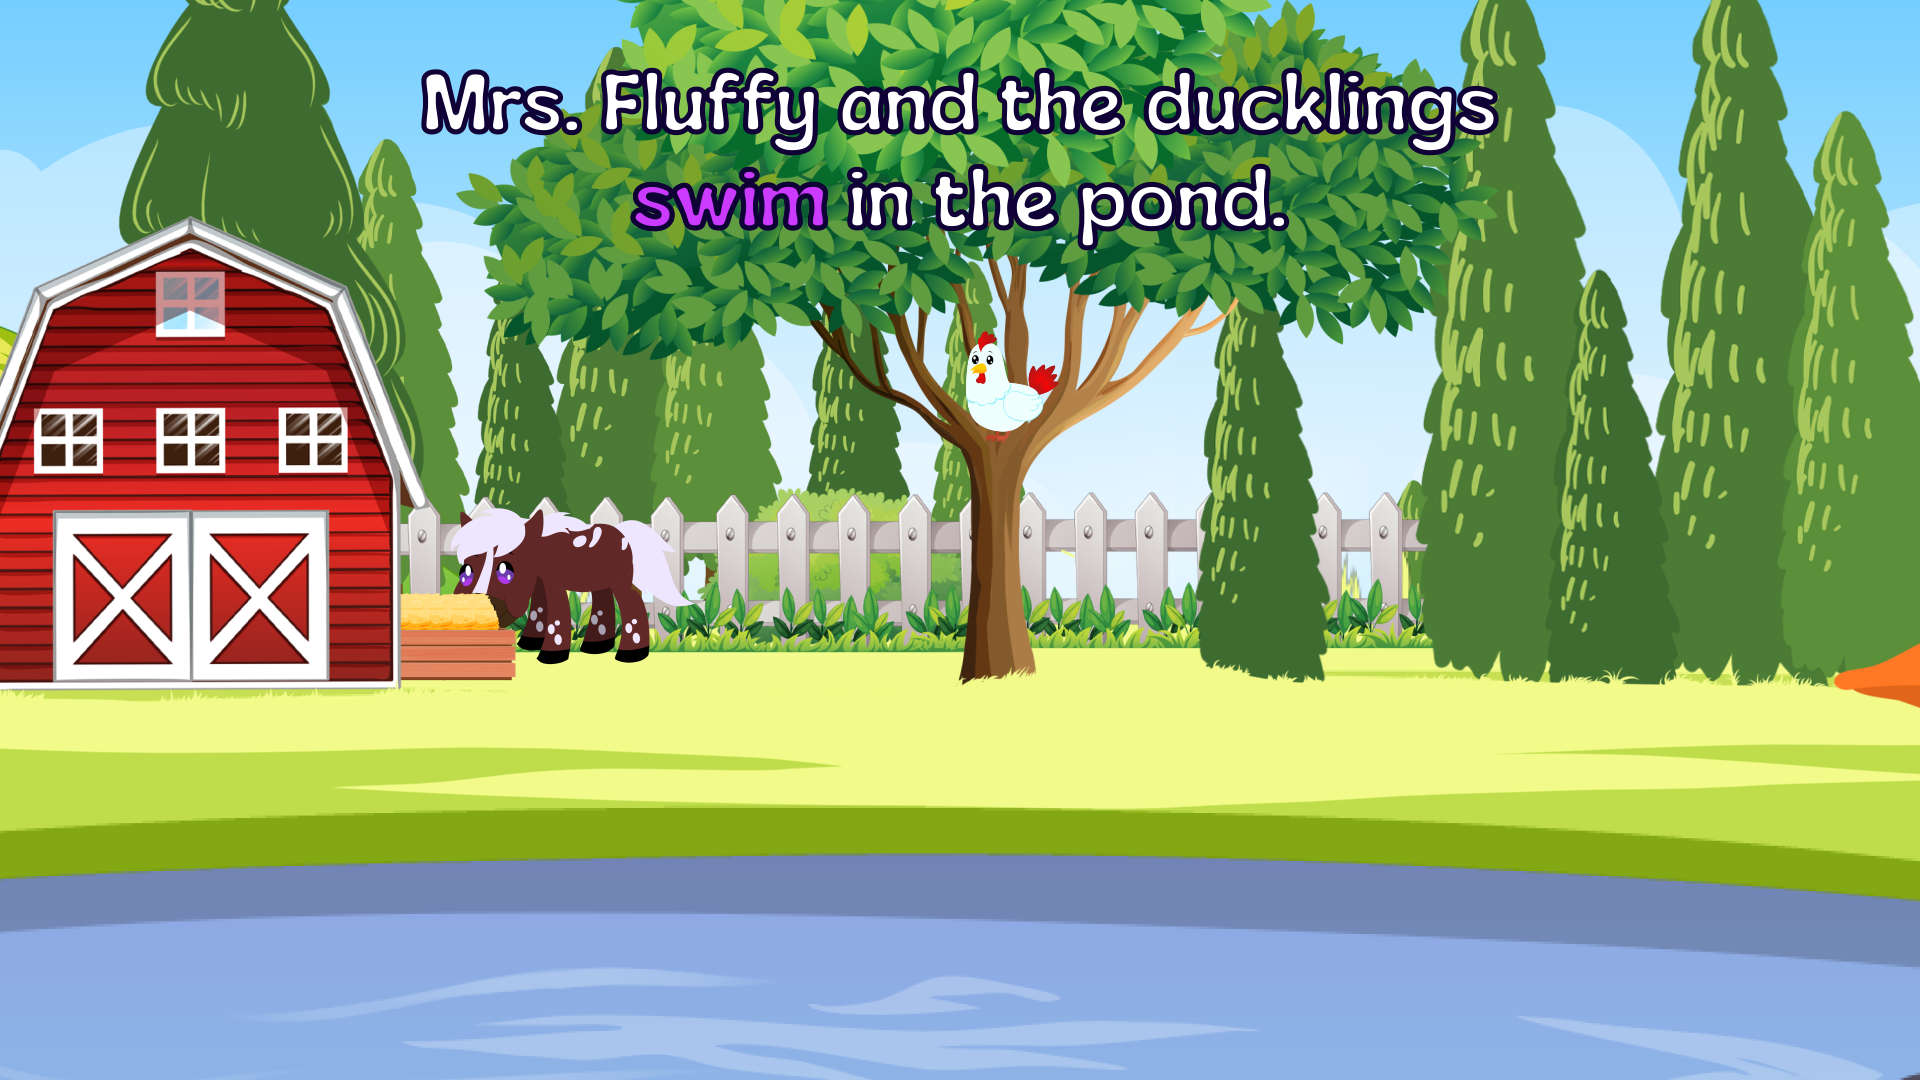 Mrs. Fluffy and the ducklings
swim in the pond.